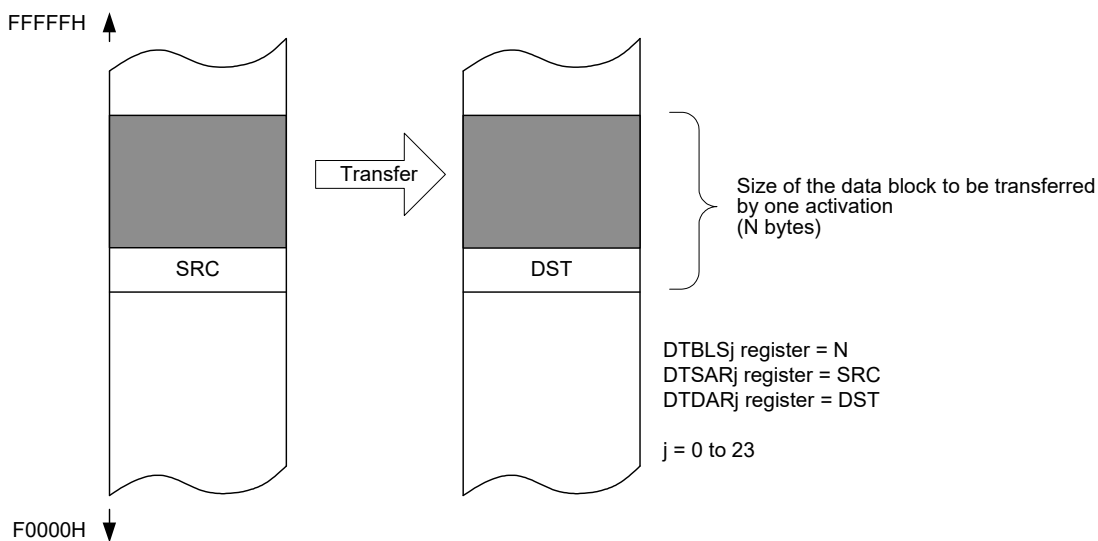 FFFFFH
Transfer
Size of the data block to be transferred
by one activation
(N bytes)
SRC
DST
DTBLSj register = N
DTSARj register = SRC
DTDARj register = DST
j = 0 to 23
F0000H